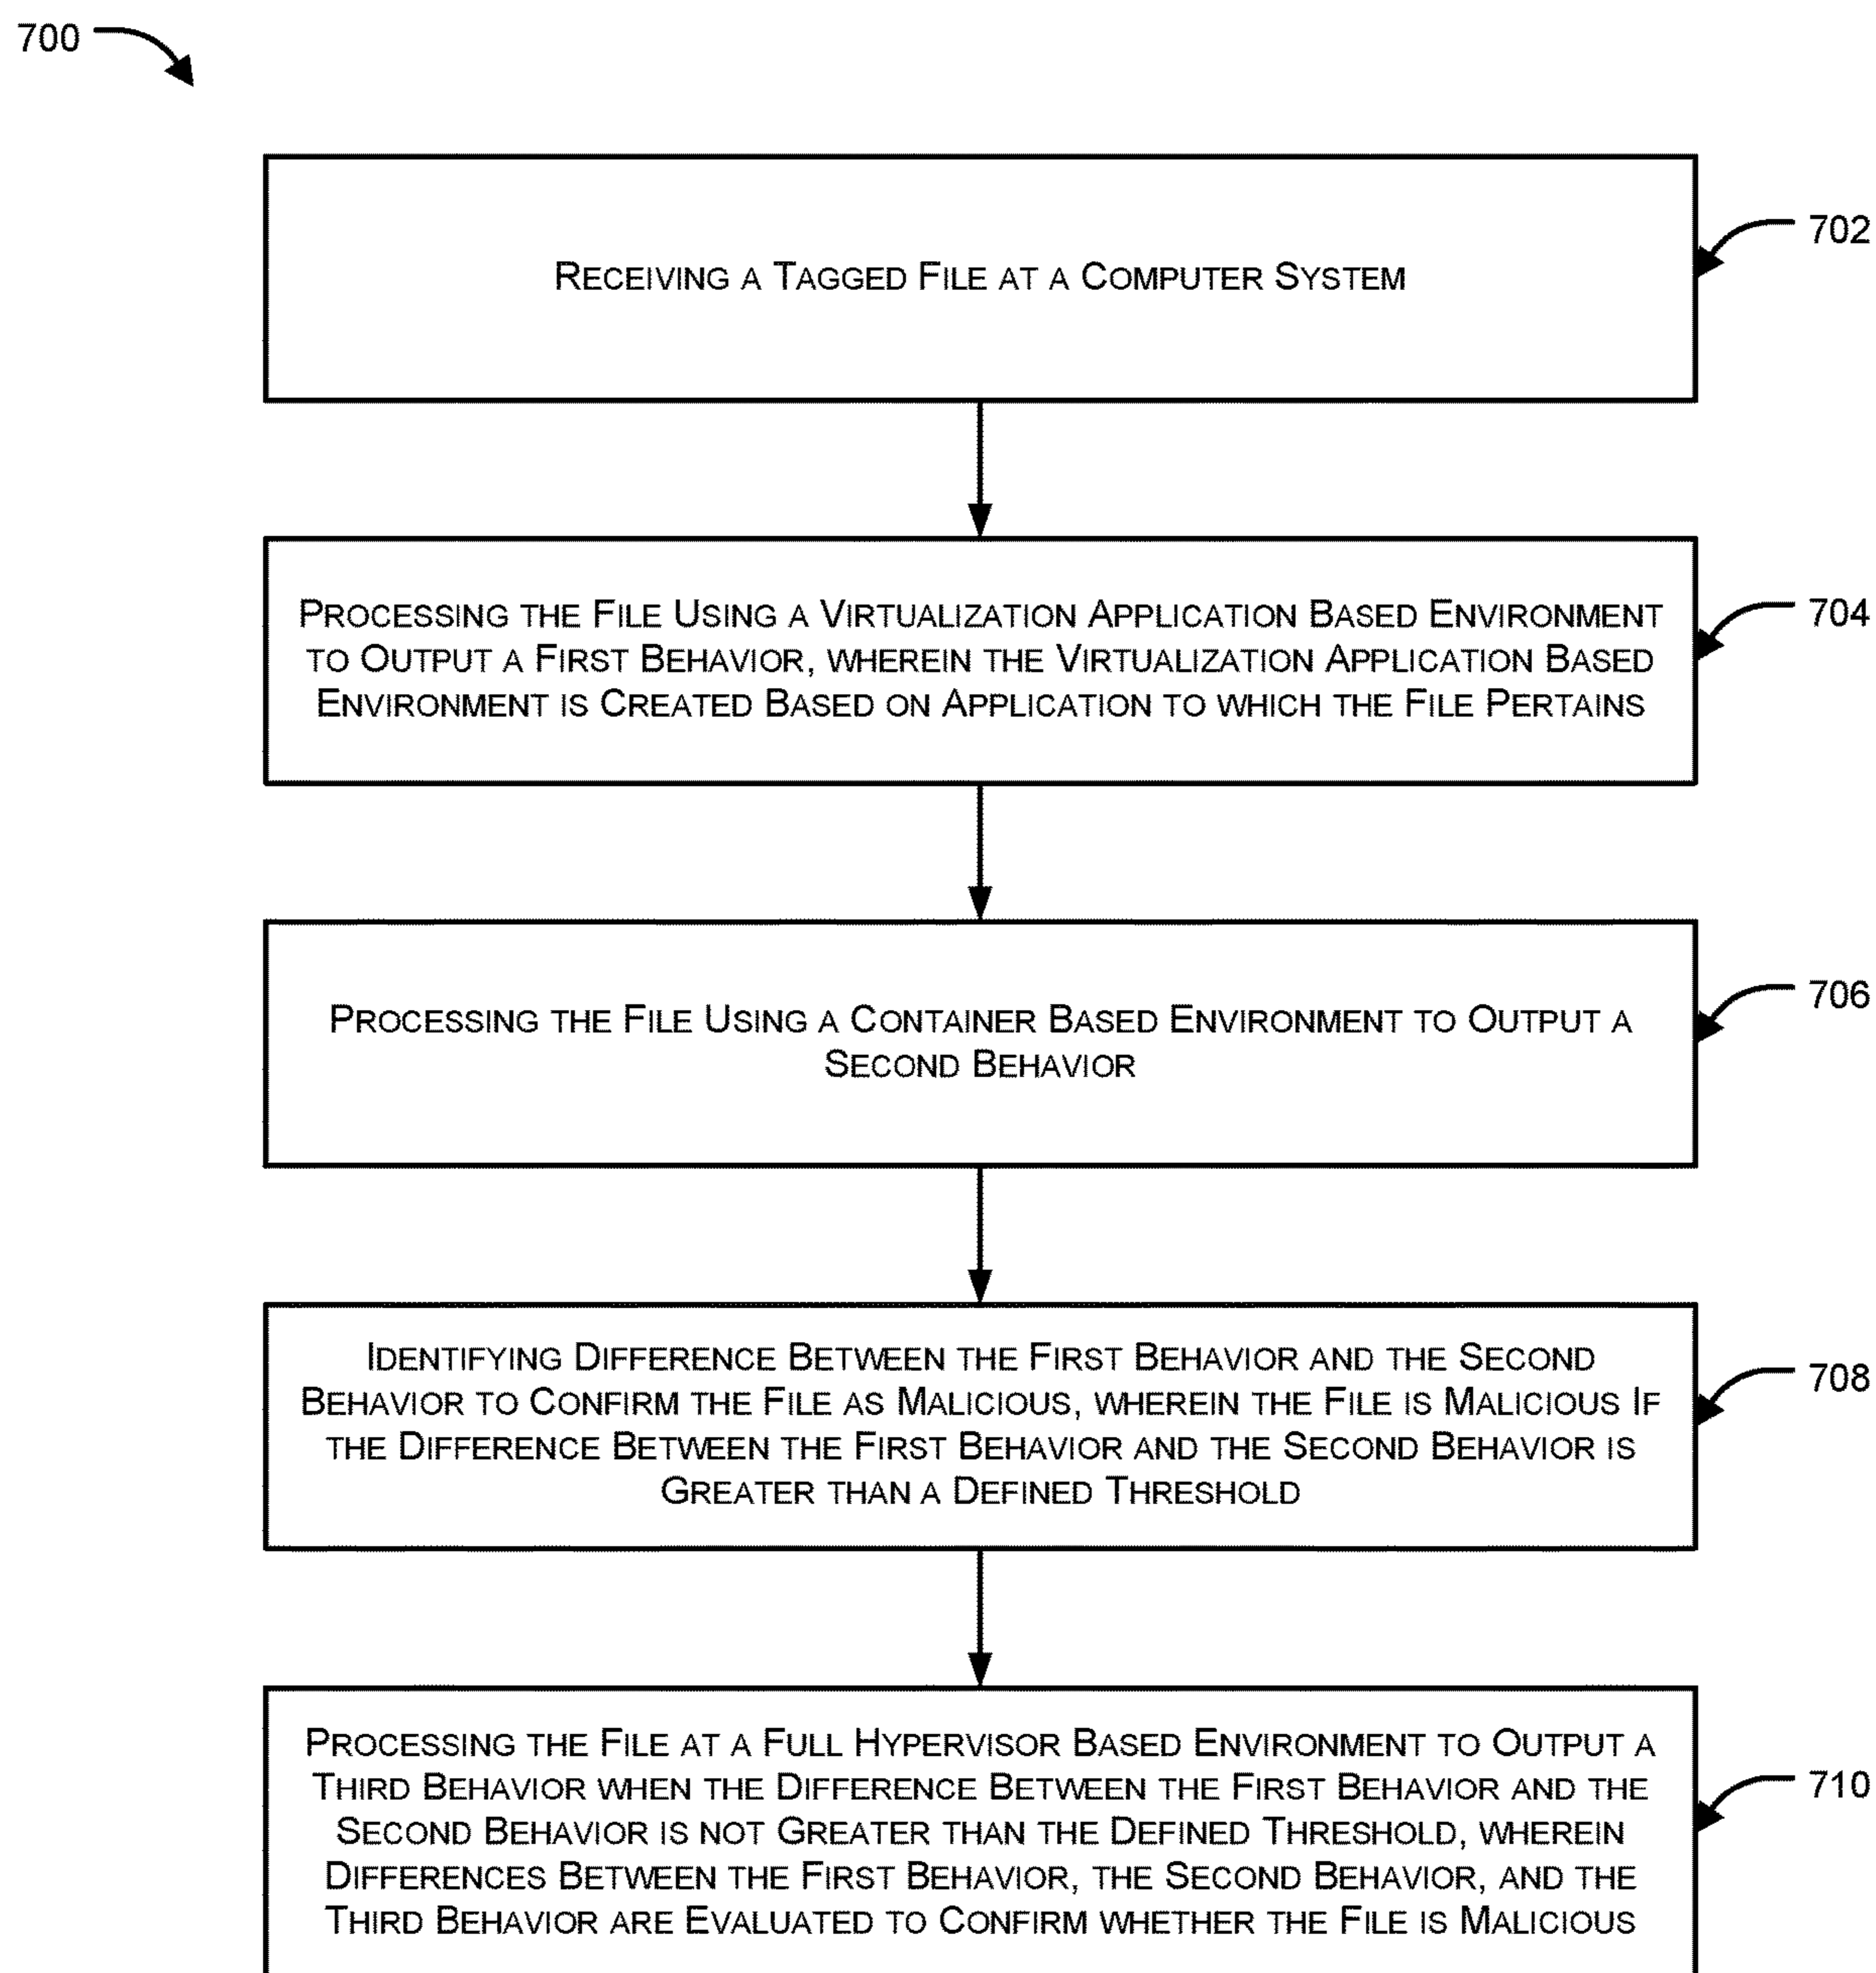 700
RECEIVING A TAGGED FILE AT A COMPUTER SYSTEM
702
PROCESSING THE FILE USING A VIRTUALIZATION APPLICATION BASED ENVIRONMENT
TO OUTPUT A FIRST BEHAVIOR, WHEREIN THE VIRTUALIZATION APPLICATION BASED
ENVIRONMENT IS CREATED BASED ON APPLICATION TO WHICH THE FILE PERTAINS
704
PROCESSING THE FILE USING A CONTAINER BASED ENVIRONMENT TO OUTPUT A
SECOND BEHAVIOR
706
IDENTIFYING DIFFERENCE BETWEEN THE FIRST BEHAVIOR AND THE SECOND
BEHAVIOR TO CONFIRM THE FILE AS MALICIOUS, WHEREIN THE FILE IS MALICIOUS IF
THE DIFFERENCE BETWEEN THE FIRST BEHAVIOR AND THE SECOND BEHAVIOR IS
GREATER THAN A DEFINED THRESHOLD
708
PROCESSING THE FILE AT A FULL HYPERVISOR BASED ENVIRONMENT TO OUTPUT A
THIRD BEHAVIOR WHEN THE DIFFERENCE BETWEEN THE FIRST BEHAVIOR AND THE
SECOND BEHAVIOR IS NOT GREATER THAN THE DEFINED THRESHOLD, WHEREIN
DIFFERENCES BETWEEN THE FIRST BEHAVIOR, THE SECOND BEHAVIOR, AND THE
THIRD BEHAVIOR ARE EVALUATED TO CONFIRM WHETHER THE FILE IS MALICIOUS
710